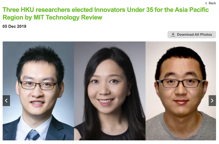 Back
Three HKU researchers elected Innovators Under 35 for the Asia Pacific
Region by MIT Technology Review
05 Dec 2019
Download All Photos